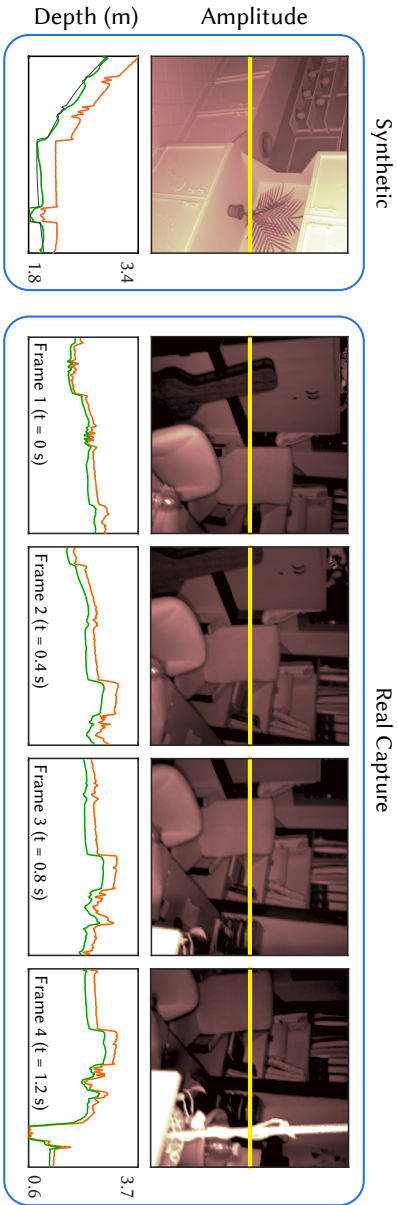 Synthetic
Real Capture
Amplitude
Depth (m)
3.4
1.8
3.7
0.6
Frame 1 (t = 0 s)
Frame 2 (t = 0.4 s)
Frame 3 (t = 0.8 s)
Frame 4 (t = 1.2 s)